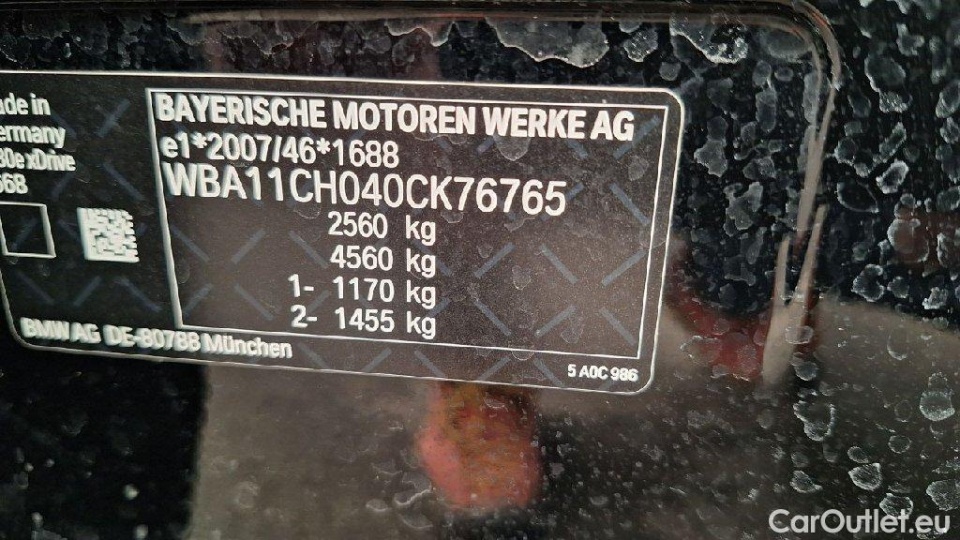 ade in
ermany
30e xDrive
668
BAYERISCHE MOTOREN WERKE AG
e1*2007/46*1688
WBA11CH040CK76765
2560 kg
4560 kg
1- 1170 kg
2- 1455 kg
BMW AG DE-80788 München
5 A0C 986
CarOutlet.eu